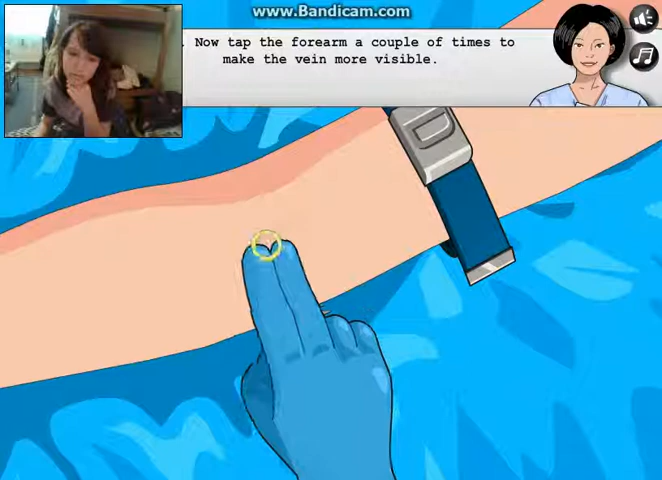 www.Bandicam.com
. Now tap the forearm a couple of times to
make the vein more visible.